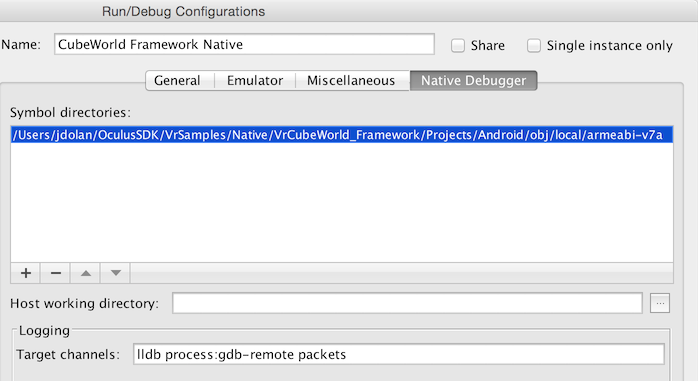 Run/Debug Configurations
Name: CubeWorld Framework Native Share Single instance only
General Emulator Miscellaneous Native Debugger
Symbol directories:
/Users/jdolan/OculusSDK/VrSamples/Native/VrCubeWorld_Framework/Projects/Android/obj/local/armeabi-v7a
+ −
Host working directory: ...
Logging
Target channels: lldb process:gdb-remote packets